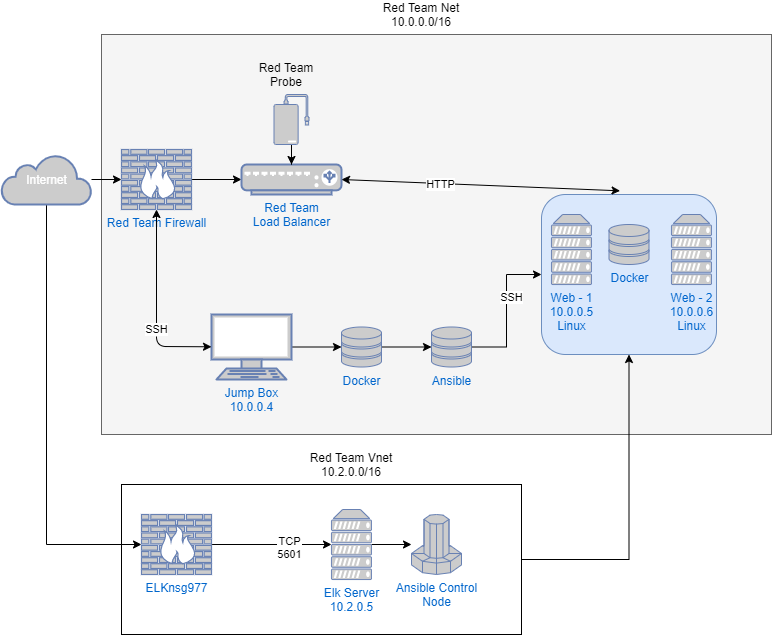 Red Team Net
10.0.0.0/16
Red Team
Probe
Internet
HTTP
Red Team Firewall
Red Team
Load Balancer
Docker
Web - 1
10.0.0.5
Linux
Web - 2
10.0.0.6
Linux
SSH
SSH
Jump Box
10.0.0.4
Docker
Ansible
Red Team Vnet
10.2.0.0/16
TCP
5601
ELKnsg977
Elk Server
10.2.0.5
Ansible Control
Node